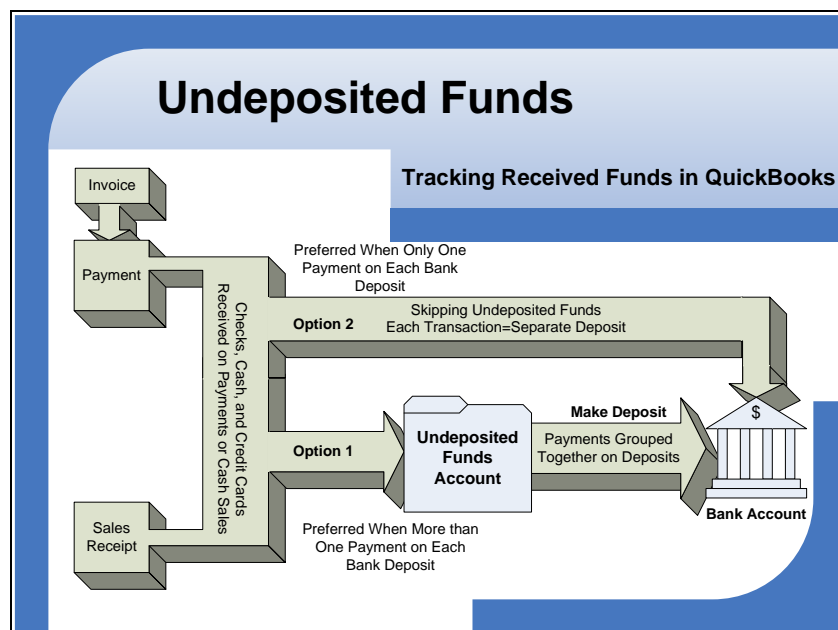 Undeposited Funds
Tracking Received Funds in QuickBooks
Invoice
Payment
Checks, Cash, and Credit Cards
Received on Payments or Cash Sales
Sales
Receipt
Preferred When Only One
Payment on Each Bank
Deposit
Option 2
Skipping Undeposited Funds
Each Transaction=Separate Deposit
Option 1
Undeposited
Funds
Account
Make Deposit
Payments Grouped
Together on Deposits
$
Bank Account
Preferred When More than
One Payment on Each
Bank Deposit